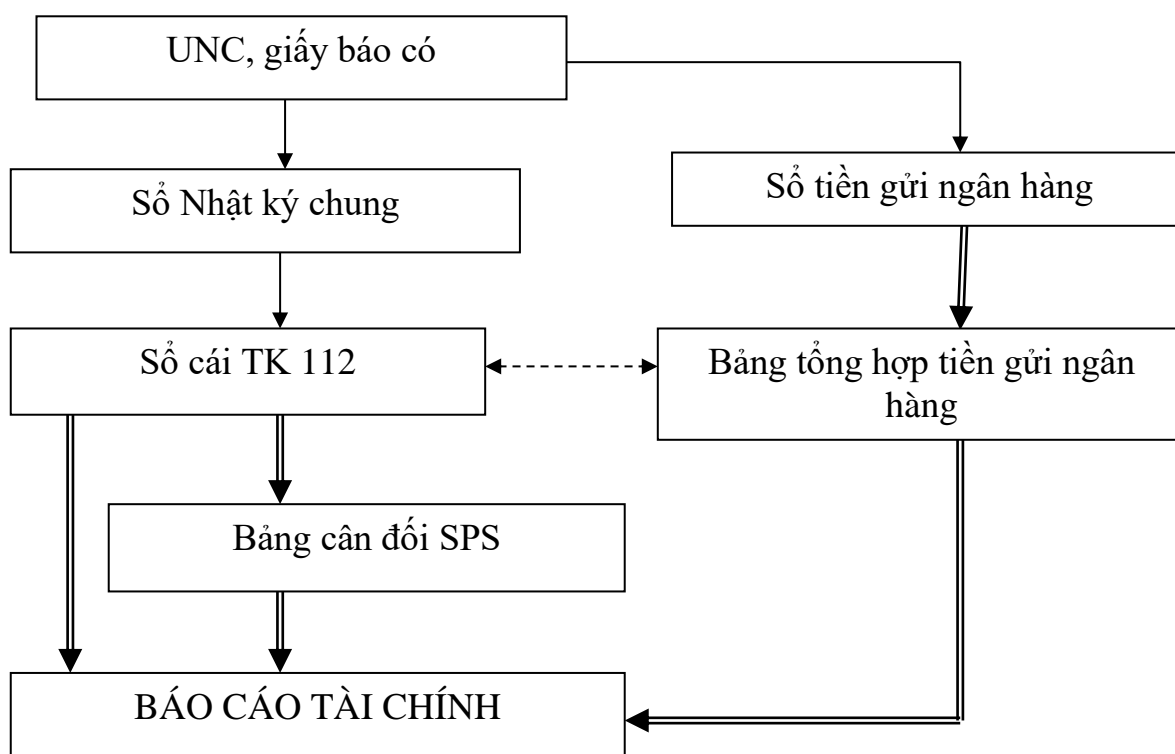 UNC, giấy báo có
Sổ Nhật ký chung
Sổ tiền gửi ngân hàng
Sổ cái TK 112
Bảng tổng hợp tiền gửi ngân
hàng
Bảng cân đối SPS
BÁO CÁO TÀI CHÍNH